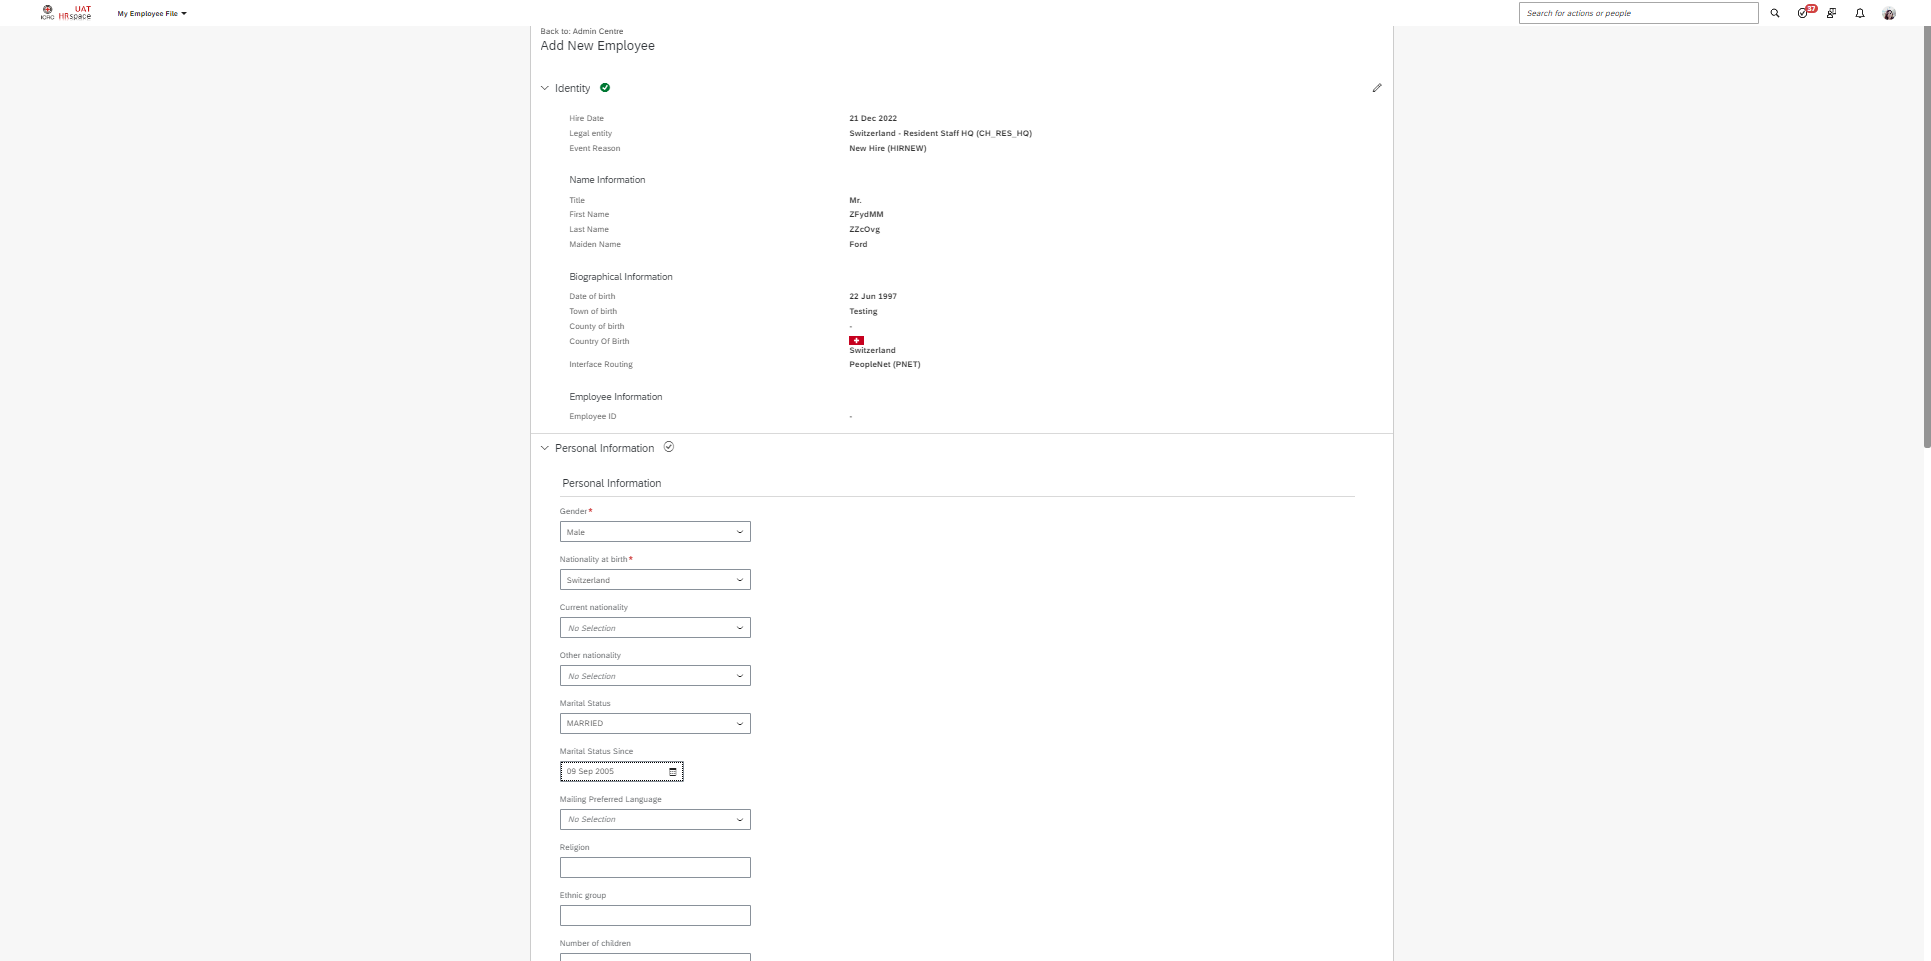 ICRC UAT HRspace My Employee File Search for actions or people 37
Back to: Admin Centre
Add New Employee
Identity
Hire Date 21 Dec 2022
Legal entity Switzerland - Resident Staff HQ (CH_RES_HQ)
Event Reason New Hire (HIRNEW)
Name Information
Title Mr.
First Name ZFydMM
Last Name ZZcOvg
Maiden Name Ford
Biographical Information
Date of birth 22 Jun 1997
Town of birth Testing
County of birth -
Country Of Birth
Switzerland
Interface Routing PeopleNet (PNET)
Employee Information
Employee ID -
Personal Information
Personal Information
Gender*
Male
Nationality at birth*
Switzerland
Current nationality
No Selection
Other nationality
No Selection
Marital Status
MARRIED
Marital Status Since
09 Sep 2005
Mailing Preferred Language
No Selection
Religion
Ethnic group
Number of children